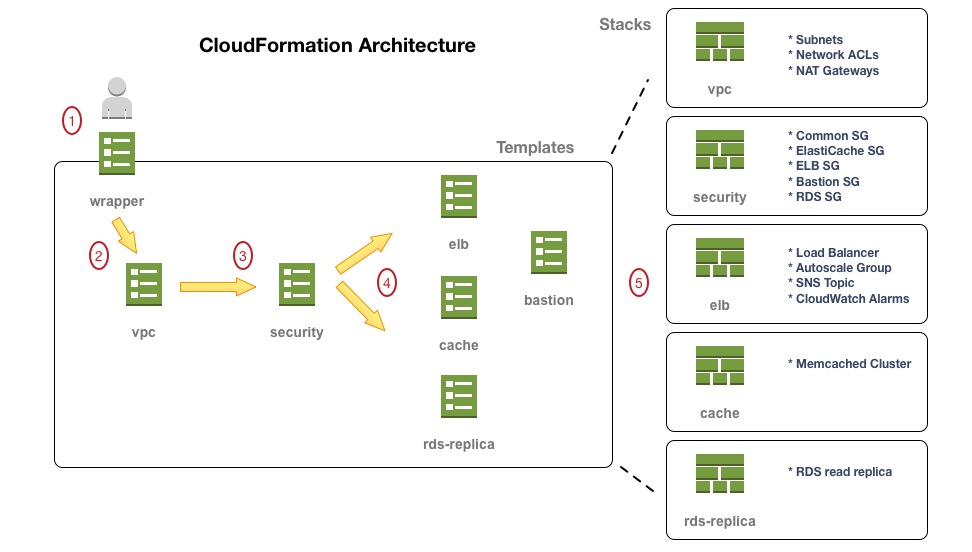 CloudFormation Architecture
Stacks
1
wrapper
Templates
2
vpc
3
security
4
elb
cache
rds-replica
bastion
5
* Subnets
* Network ACLs
* NAT Gateways
vpc
* Common SG
* ElastiCache SG
* ELB SG
* Bastion SG
* RDS SG
security
* Load Balancer
* Autoscale Group
* SNS Topic
* CloudWatch Alarms
elb
* Memcached Cluster
cache
* RDS read replica
rds-replica